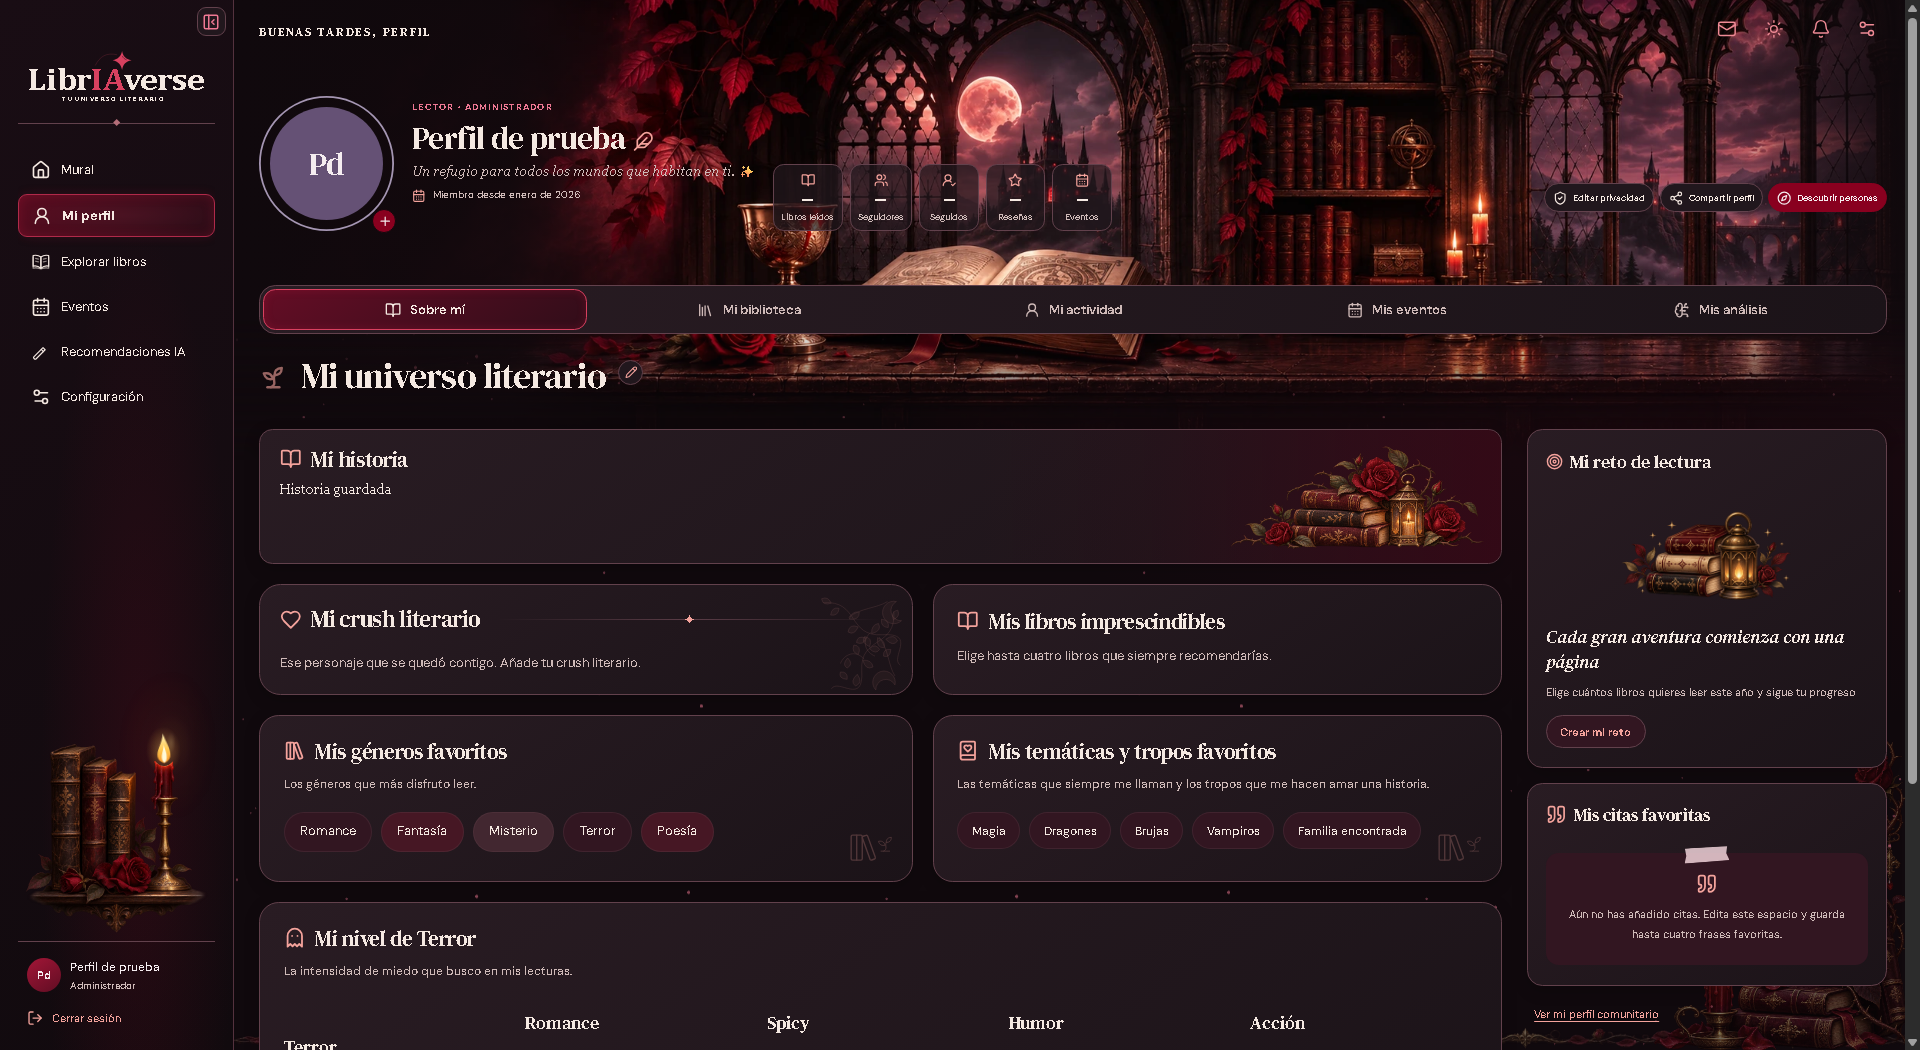 LibrIAverse
TU UNIVERSO LITERARIO
Mural
Mi perfil
Explorar libros
Eventos
Recomendaciones IA
Configuración
Pd
Perfil de prueba
Administrador
Cerrar sesión
BUENAS TARDES, PERFIL
Pd
LECTOR · ADMINISTRADOR
Perfil de prueba
Un refugio para todos los mundos que habitan en ti. ✨
Miembro desde enero de 2026
Libros leídos
Seguidores
Seguidos
Reseñas
Eventos
Editar privacidad
Compartir perfil
Descubrir personas
Sobre mí
Mi biblioteca
Mi actividad
Mis eventos
Mis análisis
Mi universo literario
Mi historia
Historia guardada
Mi crush literario
Ese personaje que se quedó contigo. Añade tu crush literario.
Mis libros imprescindibles
Elige hasta cuatro libros que siempre recomendarías.
Mis géneros favoritos
Los géneros que más disfruto leer.
Romance
Fantasía
Misterio
Terror
Poesía
Mis temáticas y tropos favoritos
Las temáticas que siempre me llaman y los tropos que me hacen amar una historia.
Magia
Dragones
Brujas
Vampiros
Familia encontrada
Mi nivel de Terror
La intensidad de miedo que busco en mis lecturas.
Romance
Spicy
Humor
Acción
Terror
Mi reto de lectura
Cada gran aventura comienza con una
página
Elige cuántos libros quieres leer este año y sigue tu progreso
Crear mi reto
Mis citas favoritas
Aún no has añadido citas. Edita este espacio y guarda
hasta cuatro frases favoritas.
Ver mi perfil comunitario